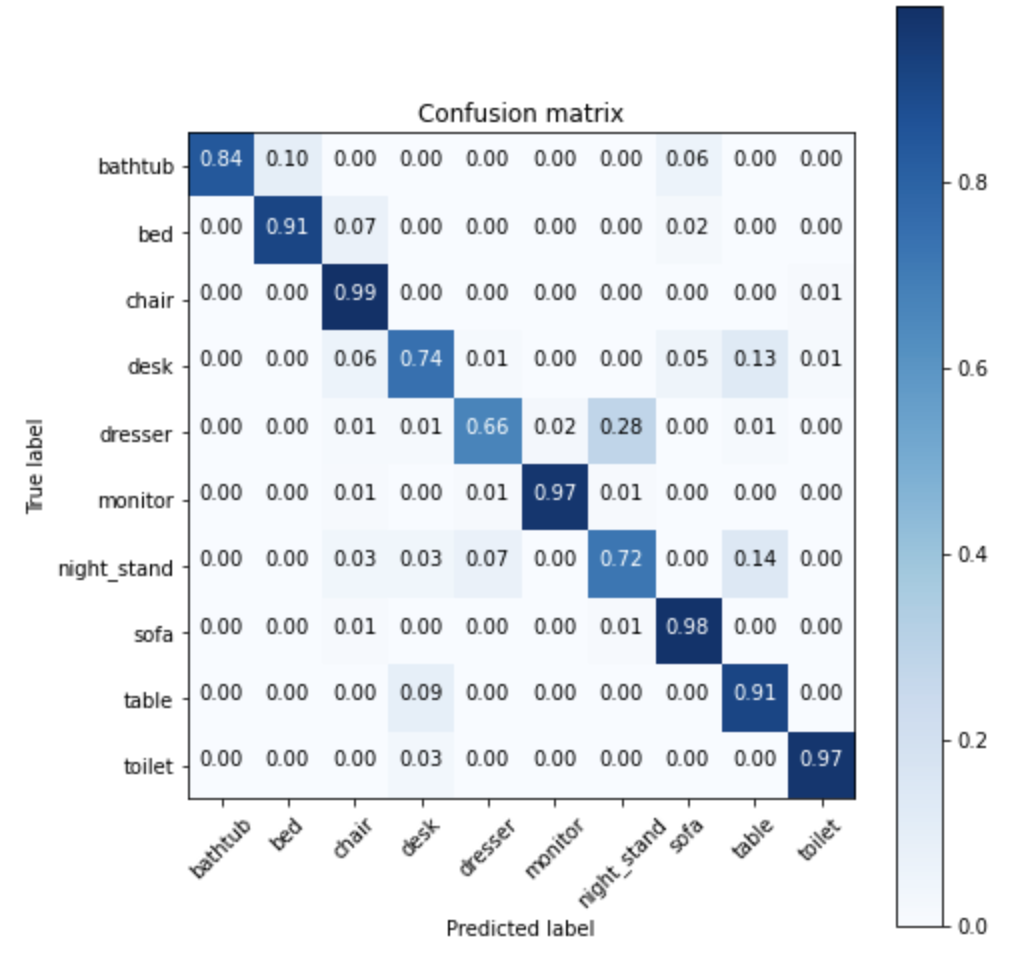 Confusion matrix
bathtub 0.84 0.10 0.00 0.00 0.00 0.00 0.00 0.06 0.00 0.00
bed 0.00 0.91 0.07 0.00 0.00 0.00 0.00 0.02 0.00 0.00
chair 0.00 0.00 0.99 0.00 0.00 0.00 0.00 0.00 0.00 0.01
desk 0.00 0.00 0.06 0.74 0.01 0.00 0.00 0.05 0.13 0.01
dresser 0.00 0.00 0.01 0.01 0.66 0.02 0.28 0.00 0.01 0.00
monitor 0.00 0.00 0.01 0.00 0.01 0.97 0.01 0.00 0.00 0.00
night_stand 0.00 0.00 0.03 0.03 0.07 0.00 0.72 0.00 0.14 0.00
sofa 0.00 0.00 0.01 0.00 0.00 0.00 0.01 0.98 0.00 0.00
table 0.00 0.00 0.00 0.09 0.00 0.00 0.00 0.00 0.91 0.00
toilet 0.00 0.00 0.00 0.03 0.00 0.00 0.00 0.00 0.00 0.97
bathtub bed chair desk dresser monitor night_stand sofa table toilet
Predicted label
True label
0.8
0.6
0.4
0.2
0.0